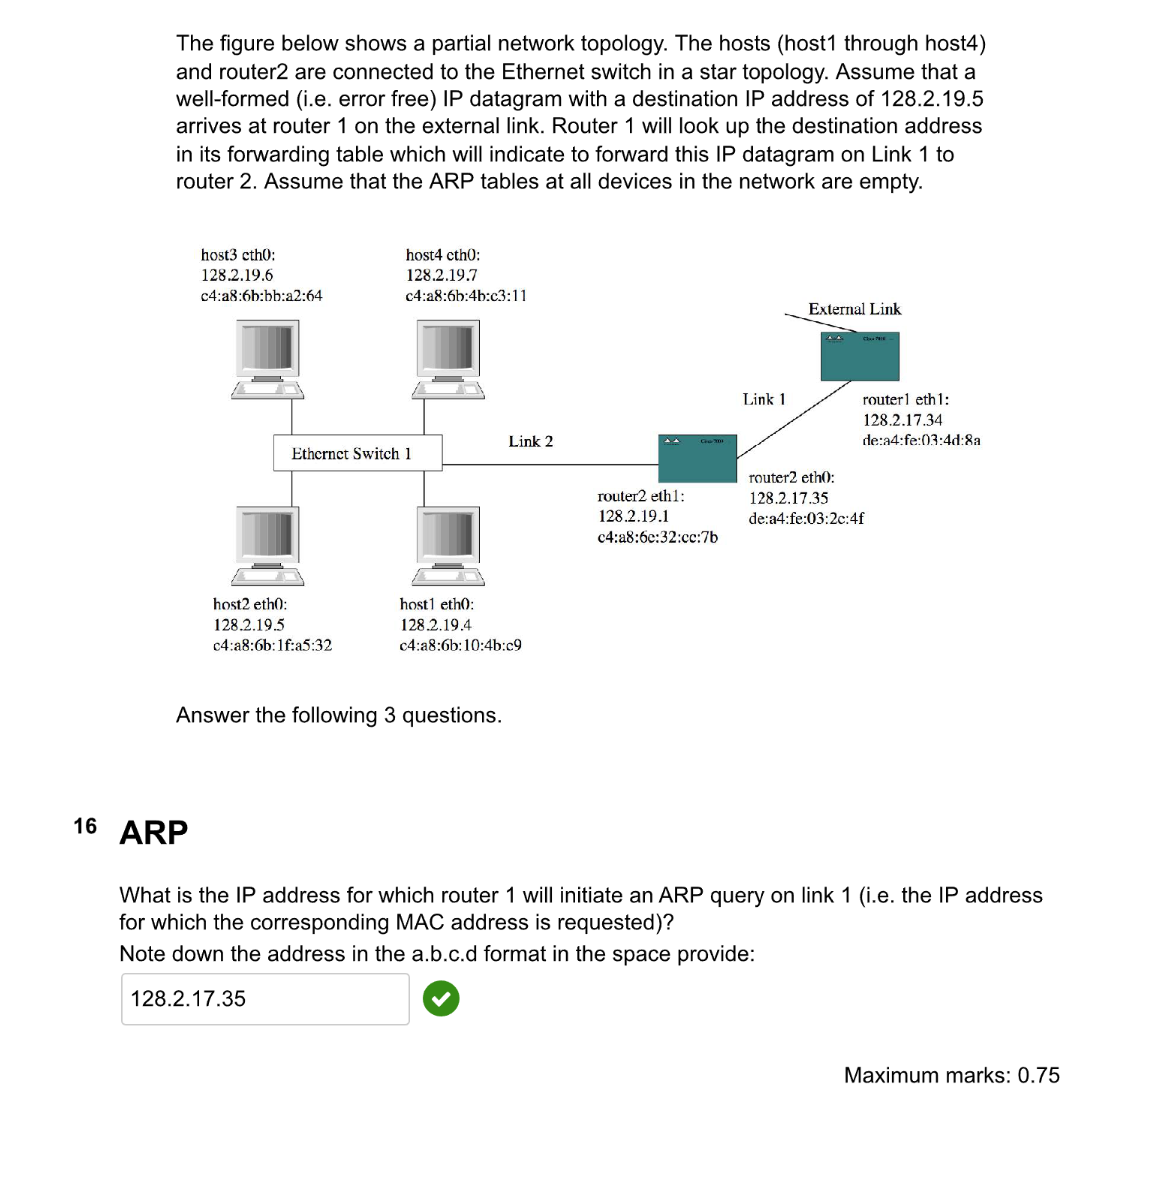 The figure below shows a partial network topology. The hosts (host1 through host4)
and router2 are connected to the Ethernet switch in a star topology. Assume that a
well-formed (i.e. error free) IP datagram with a destination IP address of 128.2.19.5
arrives at router 1 on the external link. Router 1 will look up the destination address
in its forwarding table which will indicate to forward this IP datagram on Link 1 to
router 2. Assume that the ARP tables at all devices in the network are empty.
host3 eth0:
128.2.19.6
c4:a8:6b:bb:a2:64
host4 eth0:
128.2.19.7
c4:a8:6b:4b:c3:11
External Link
Link 1
router1 eth1:
128.2.17.34
de:a4:fe:03:4d:8a
Ethernet Switch 1
Link 2
router2 eth1:
128.2.19.1
c4:a8:6c:32:cc:7b
router2 eth0:
128.2.17.35
de:a4:fe:03:2c:4f
host2 eth0:
128.2.19.5
c4:a8:6b:1f:a5:32
host1 eth0:
128.2.19.4
c4:a8:6b:10:4b:c9
Answer the following 3 questions.
16 ARP
What is the IP address for which router 1 will initiate an ARP query on link 1 (i.e. the IP address
for which the corresponding MAC address is requested)?
Note down the address in the a.b.c.d format in the space provide:
128.2.17.35
Maximum marks: 0.75